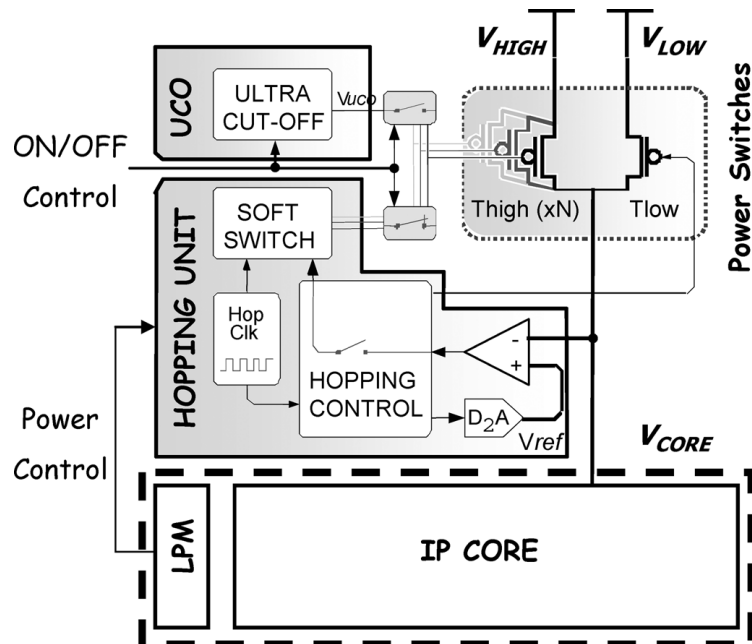 V_HIGH
V_LOW
UCO
ULTRA
CUT-OFF
Vuco
Power Switches
ON/OFF
Control
Thigh (xN)
Tlow
HOPPING UNIT
SOFT
SWITCH
Hop
Clk
HOPPING
CONTROL
-
+
D2A
Vref
Power
Control
V_CORE
LPM
IP CORE